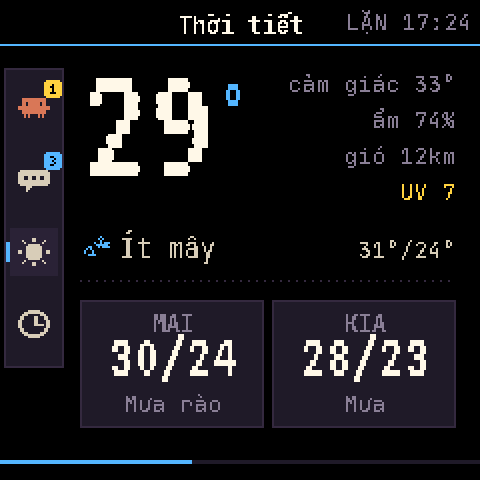 Thời tiết
LẶN 17:24
1
3
29°
cảm giác 33°
ẩm 74%
gió 12km
UV 7
Ít mây
31°/24°
MAI
30/24
Mưa rào
KIA
28/23
Mưa